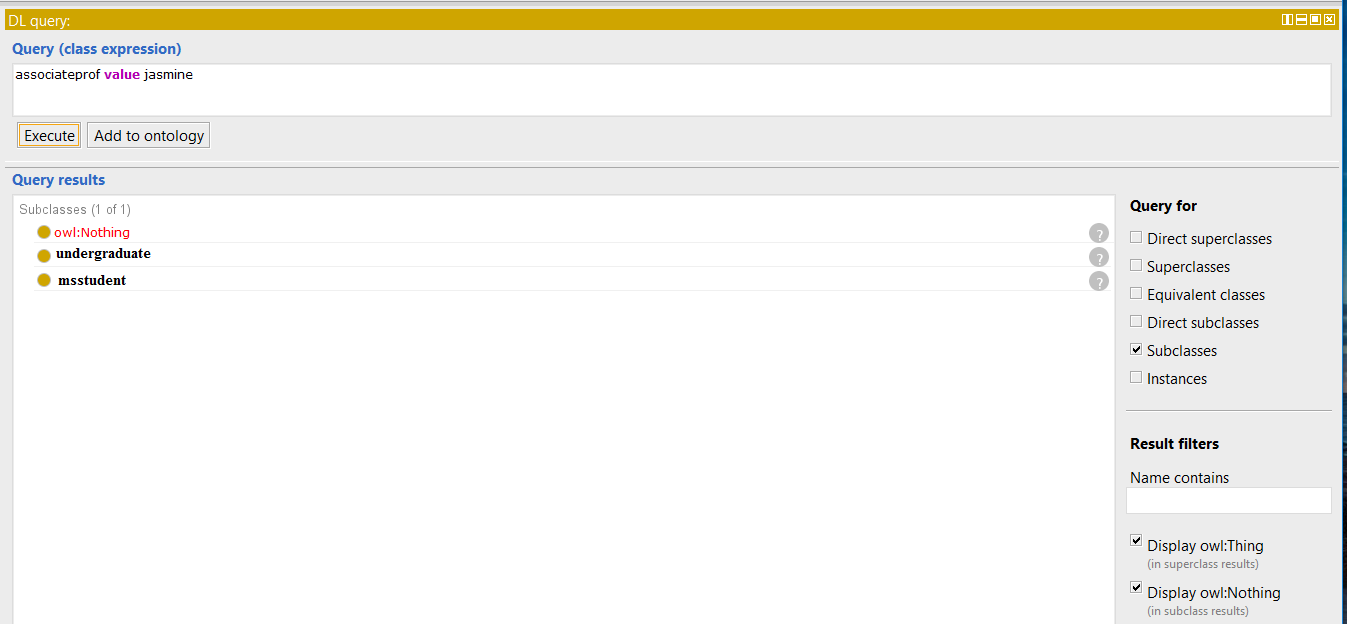 DL query:
Query (class expression)
associateprof value jasmine
Execute Add to ontology
Query results
Subclasses (1 of 1)
owl:Nothing ?
undergraduate ?
msstudent ?
Query for
Direct superclasses
Superclasses
Equivalent classes
Direct subclasses
Subclasses
Instances
Result filters
Name contains
Display owl:Thing
(in superclass results)
Display owl:Nothing
(in subclass results)